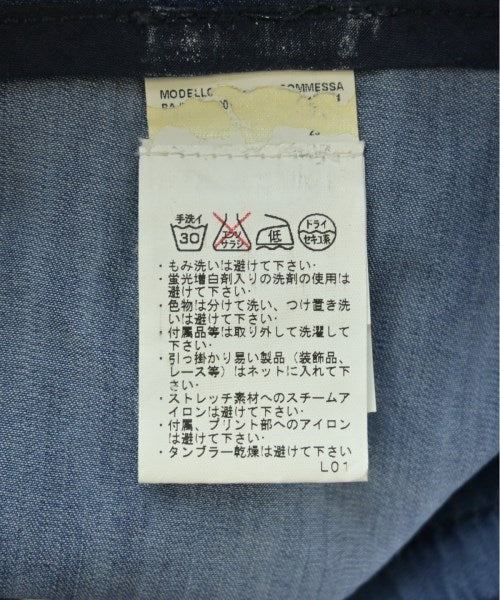 MODELLO COMMESSA
手洗イ
30
エンソ
サラシ
低
ドライ
セキユ系
・もみ洗いは避けて下さい・
・蛍光増白剤入りの洗剤の使用は
避けて下さい・
・色物は分けて洗い、つけ置き洗
いは避けて下さい・
・付属品等は取り外して洗濯して
下さい・
・引っ掛かり易い製品（装飾品、
レース等）はネットに入れて下
さい・
・ストレッチ素材へのスチームア
イロンは避けて下さい・
・付属、プリント部へのアイロン
は避けて下さい・
・タンブラー乾燥は避けて下さい
L01